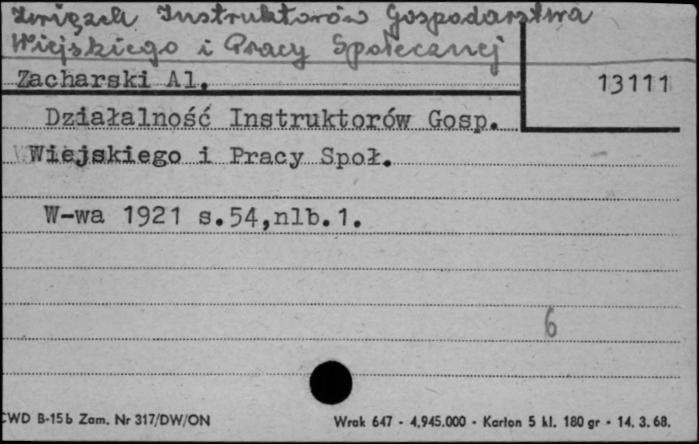 Związek Instruktorów Gospodarstwa
Wiejskiego i Pracy Społecznej
Zacharski Al.
13111
Działalność Instruktorów Gosp.
Wiejskiego i Pracy Społ.
W-wa 1921 s.54,nlb.1.
6
CWD B-15b Zam. Nr 317/DW/ON
Wrak 647 - 4.945.000 - Karton 5 kl. 180 gr - 14. 3. 68.